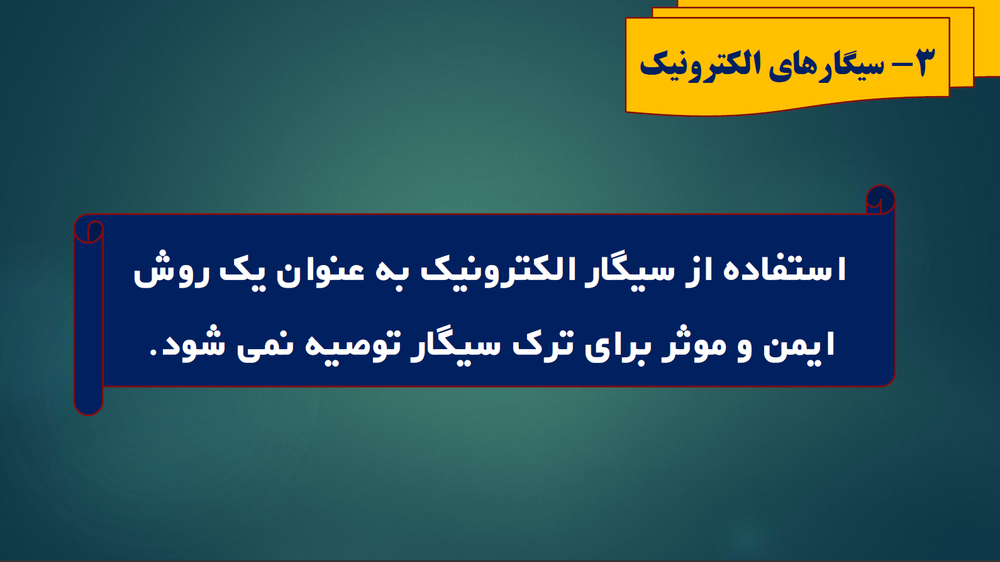 ۳- سیگارهای الکترونیک
استفاده از سیگار الکترونیک به عنوان یک روش
ایمن و موثر برای ترک سیگار توصیه نمی شود.